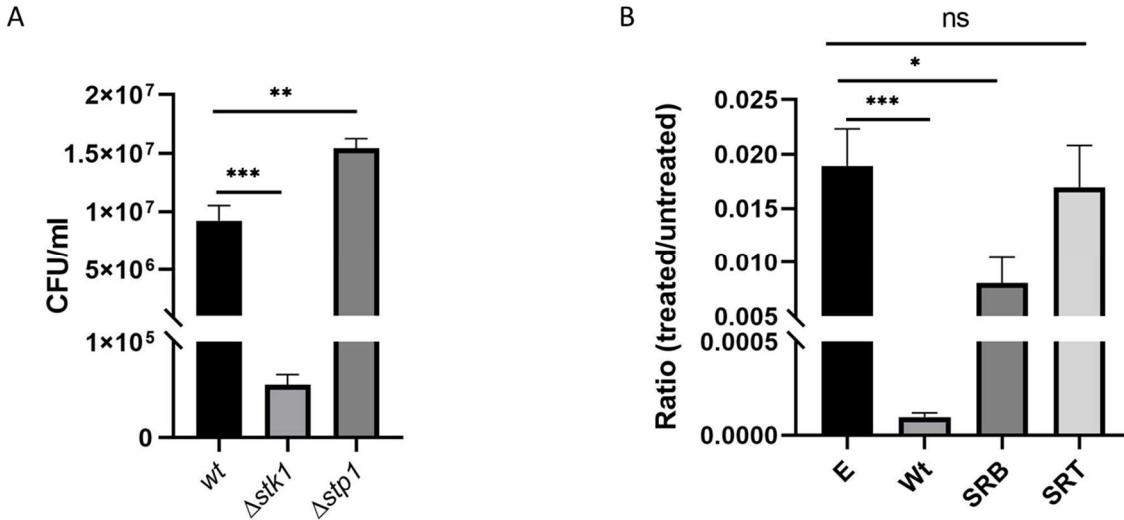 A
B
CFU/ml
2×10⁷
1.5×10⁷
1×10⁷
5×10⁶
1×10⁵
0
**
***
wt
Δstk1
Δstp1
Ratio (treated/untreated)
0.025
0.020
0.015
0.010
0.005
0.0005
0.0000
ns
*
***
E
Wt
SRB
SRT